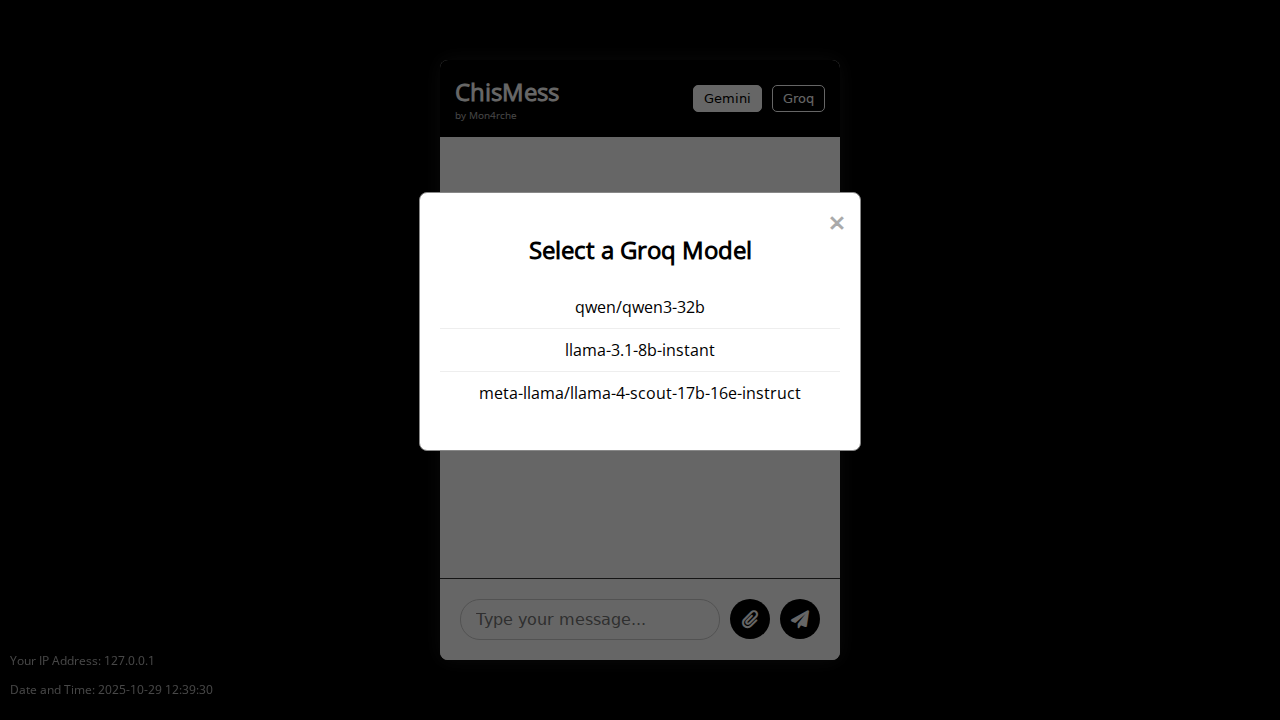 ChisMess
by Mon4rche
Gemini
Groq
×
Select a Groq Model
qwen/qwen3-32b
llama-3.1-8b-instant
meta-llama/llama-4-scout-17b-16e-instruct
Type your message...
Your IP Address: 127.0.0.1
Date and Time: 2025-10-29 12:39:30